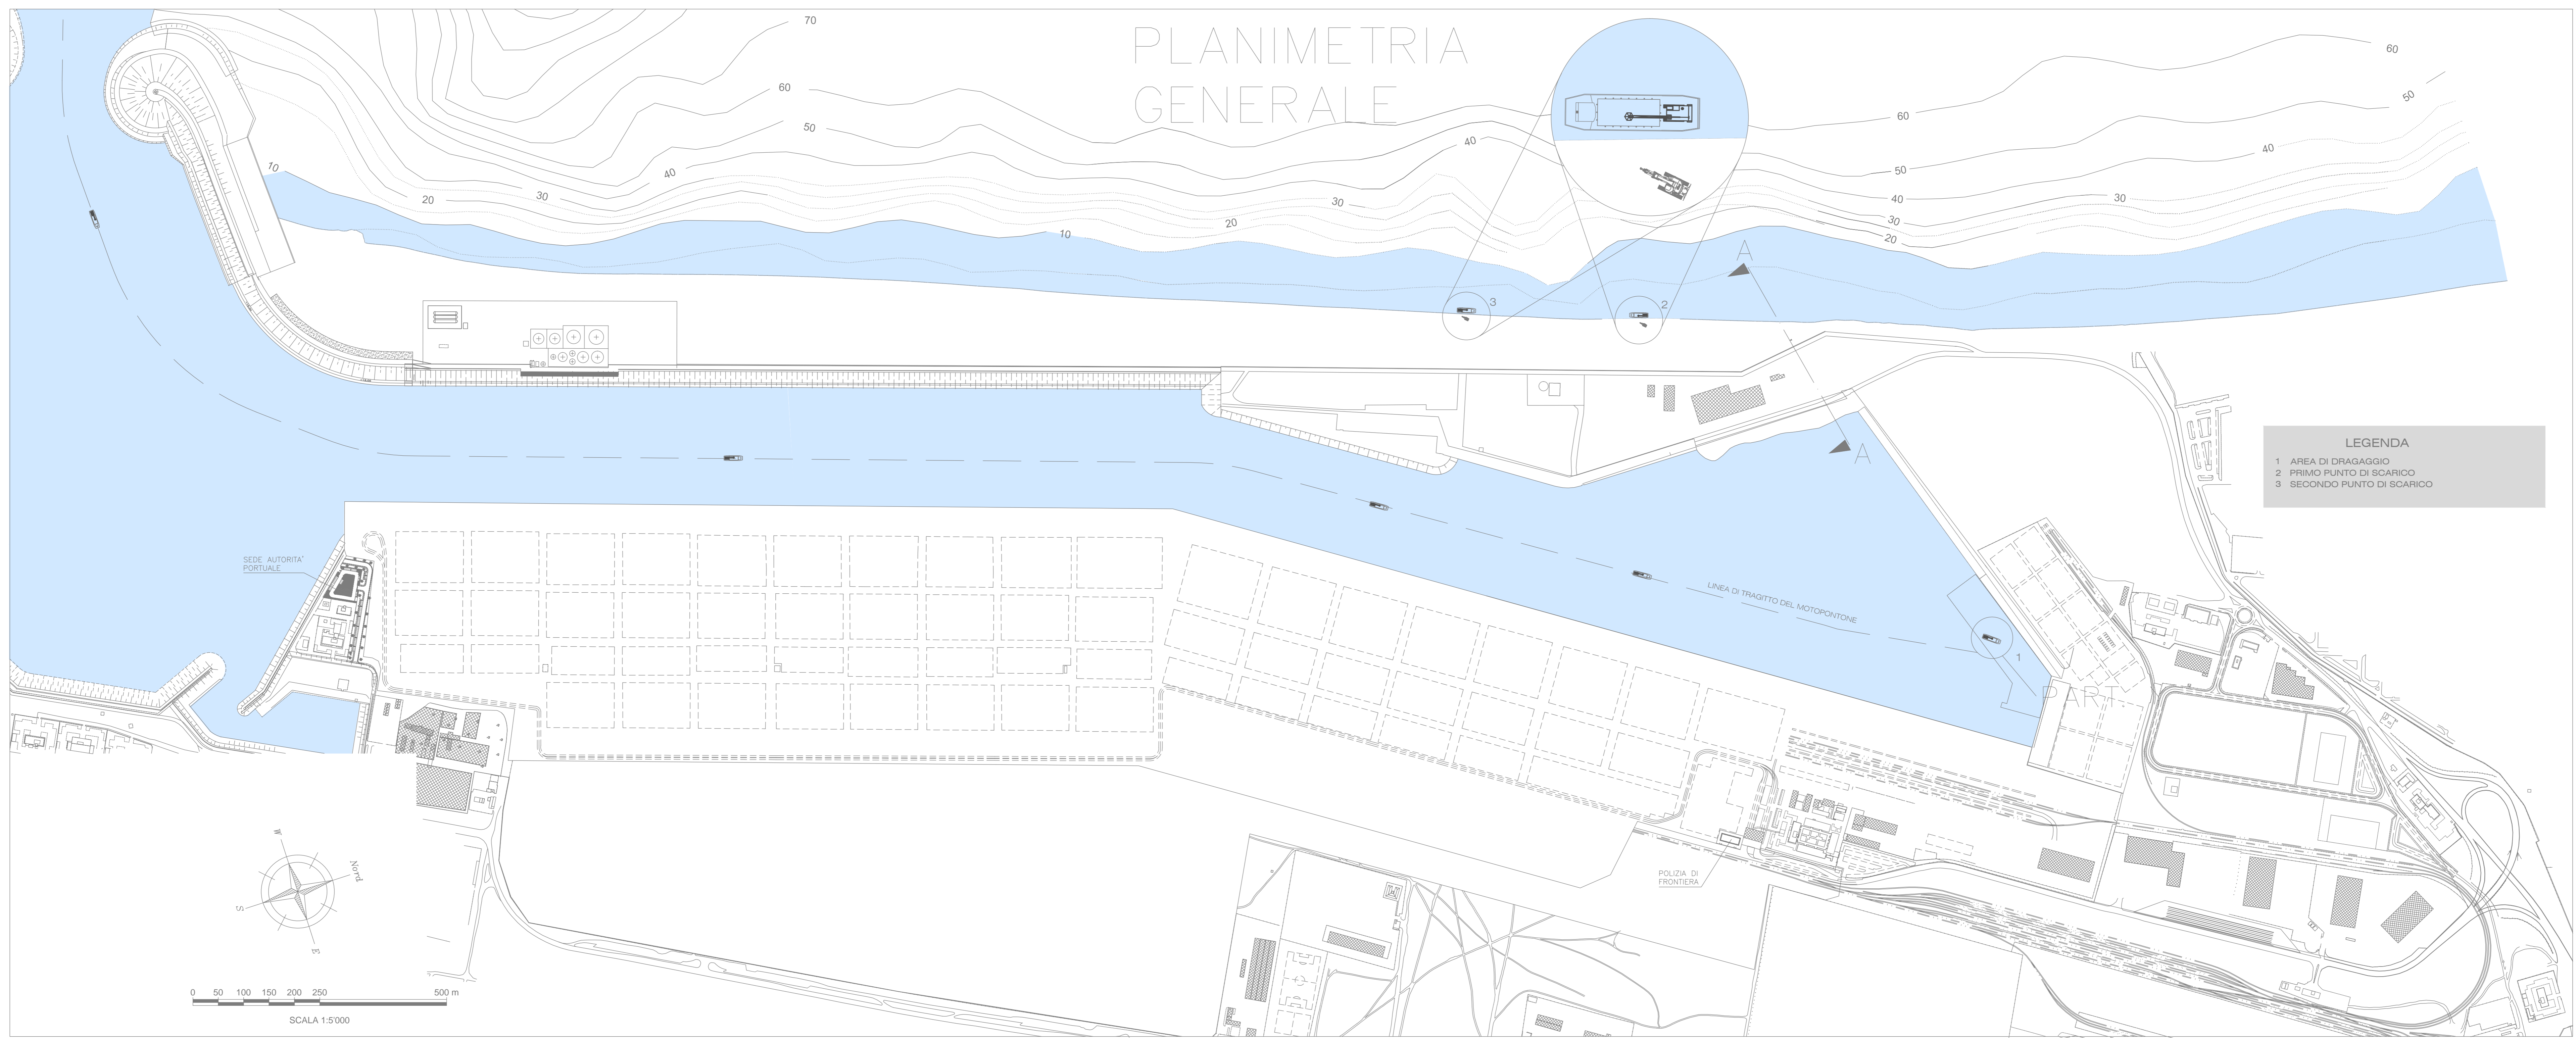 PLANIMETRIA
GENERALE
70
60
50
40
30
20
10
60
50
40
60
50
40
30
20
40
30
30
20
10
A
3
2
A
LEGENDA
1 AREA DI DRAGAGGIO
2 PRIMO PUNTO DI SCARICO
3 SECONDO PUNTO DI SCARICO
SEDE AUTORITA'
PORTUALE
LINEA DI TRAGITTO DEL MOTOPONTONE
1
PART.
POLIZIA DI
FRONTIERA
W
Nord
S
E
0 50 100 150 200 250 500 m
SCALA 1:5'000